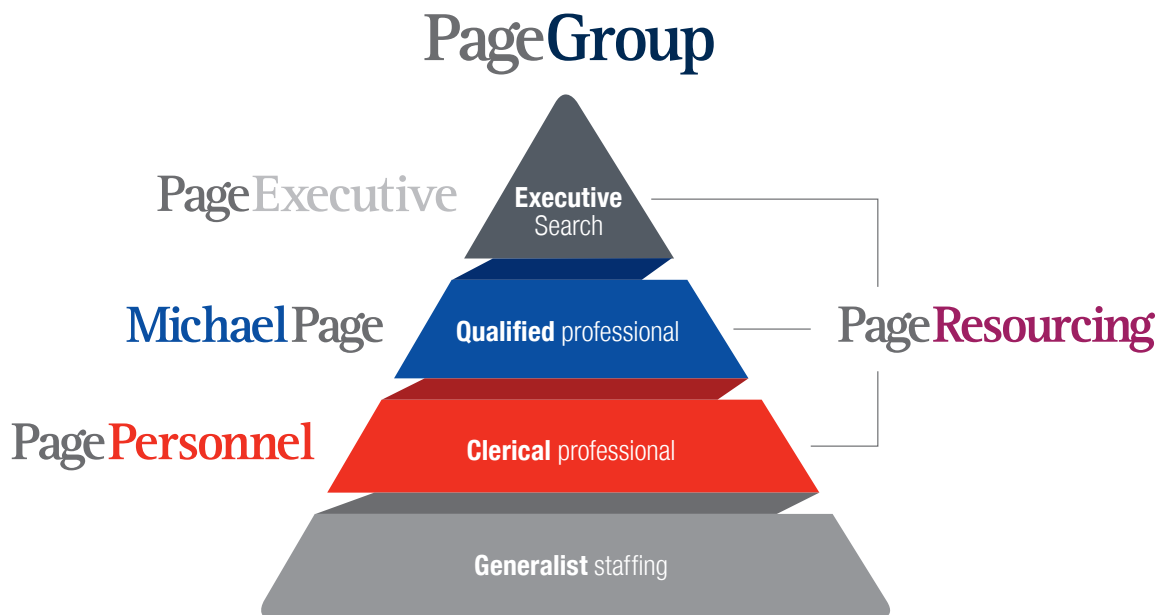 PageGroup
PageExecutive
Executive
Search
MichaelPage
Qualified professional
PageResourcing
PagePersonnel
Clerical professional
Generalist staffing